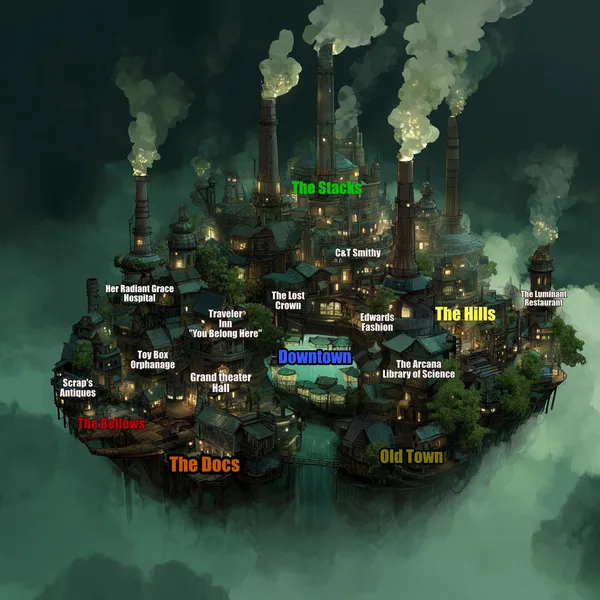 The Stacks
C&T Smithy
Her Radiant Grace
Hospital
The Luminant
Restaurant
The Lost
Crown
Traveler
Inn
"You Belong Here"
Edwards
Fashion
The Hills
Downtown
Toy Box
Orphanage
The Arcana
Library of Science
Grand theater
Hall
Scrap's
Antiques
The Bellows
The Docs
Old Town